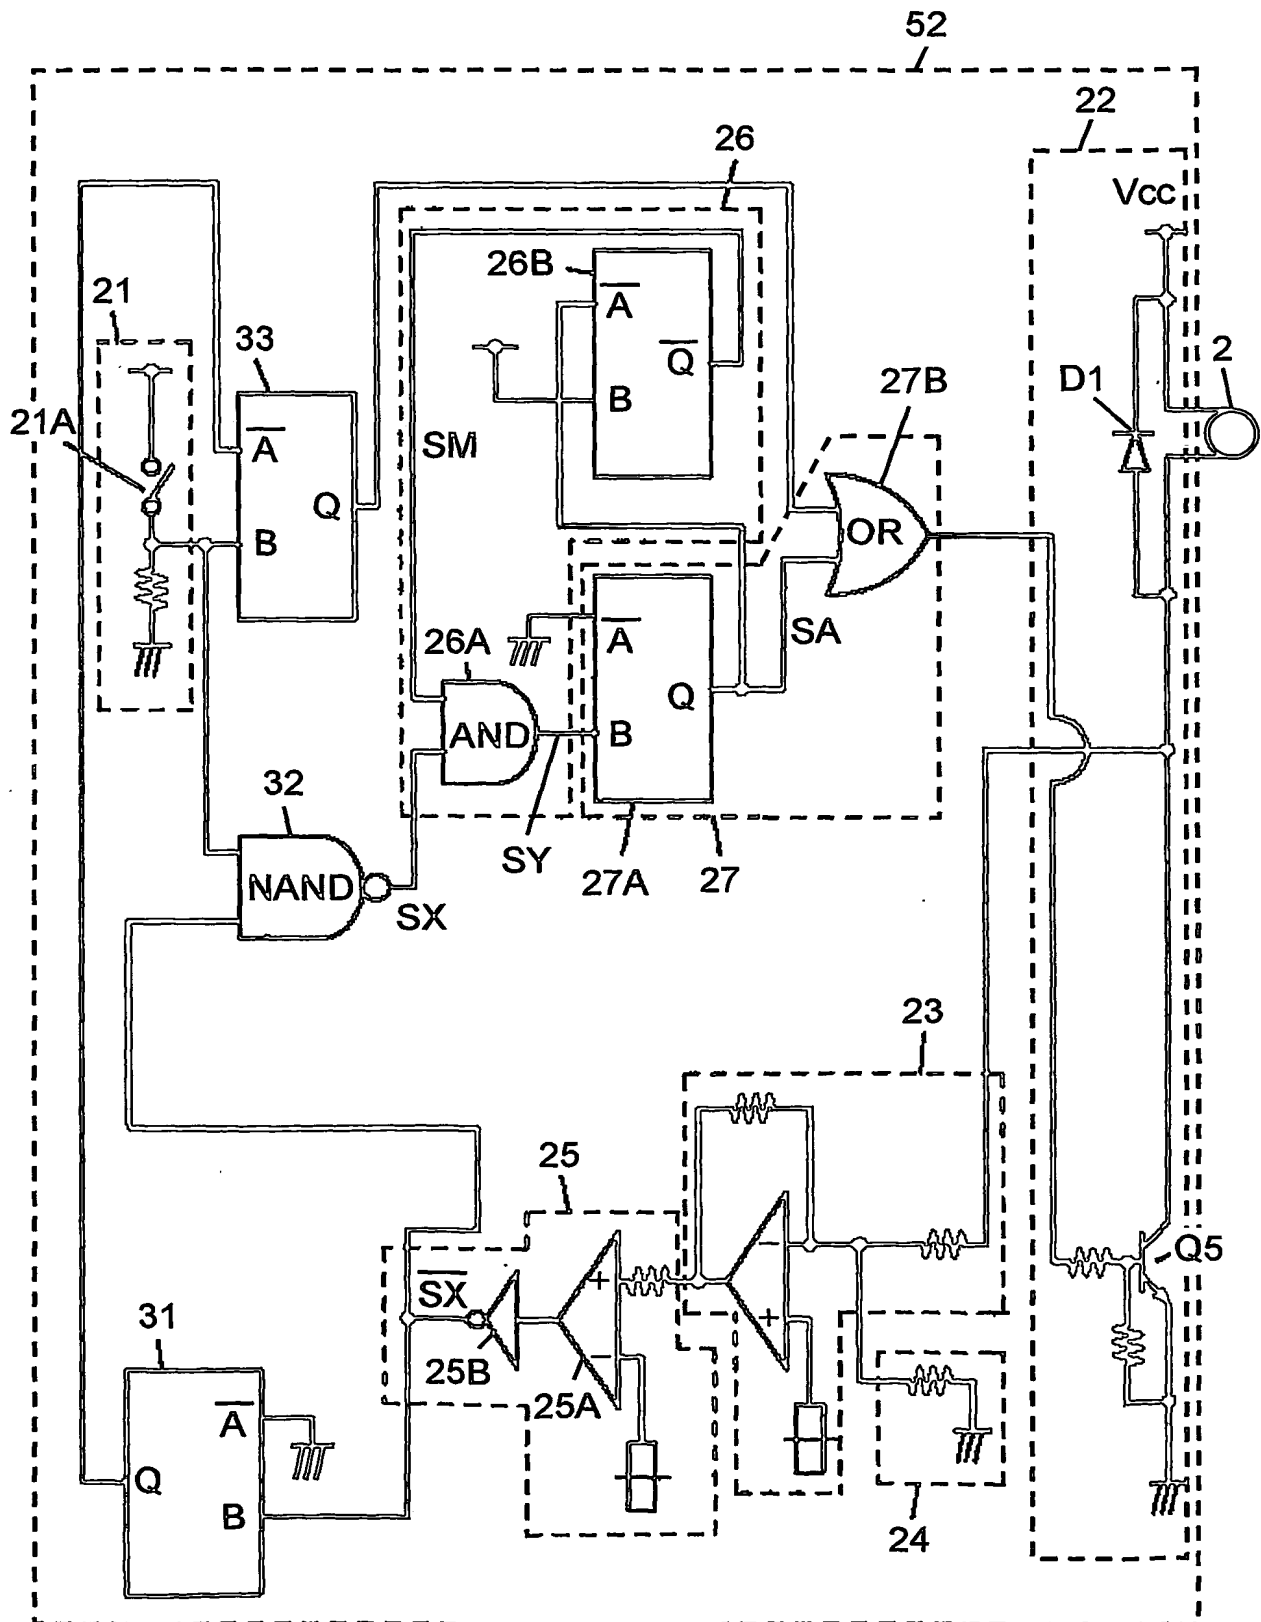 52
22
26
Vcc
26B
21
A̅
33
2
Q̅
27B
D1
21A
A̅
B
SM
Q
OR
B
SA
A̅
26A
Q
AND
B
32
SY
27A
27
NAND
SX
23
25
Q5
S̅X̅
31
25B
25A
A̅
Q
B
24
+
−
−
+